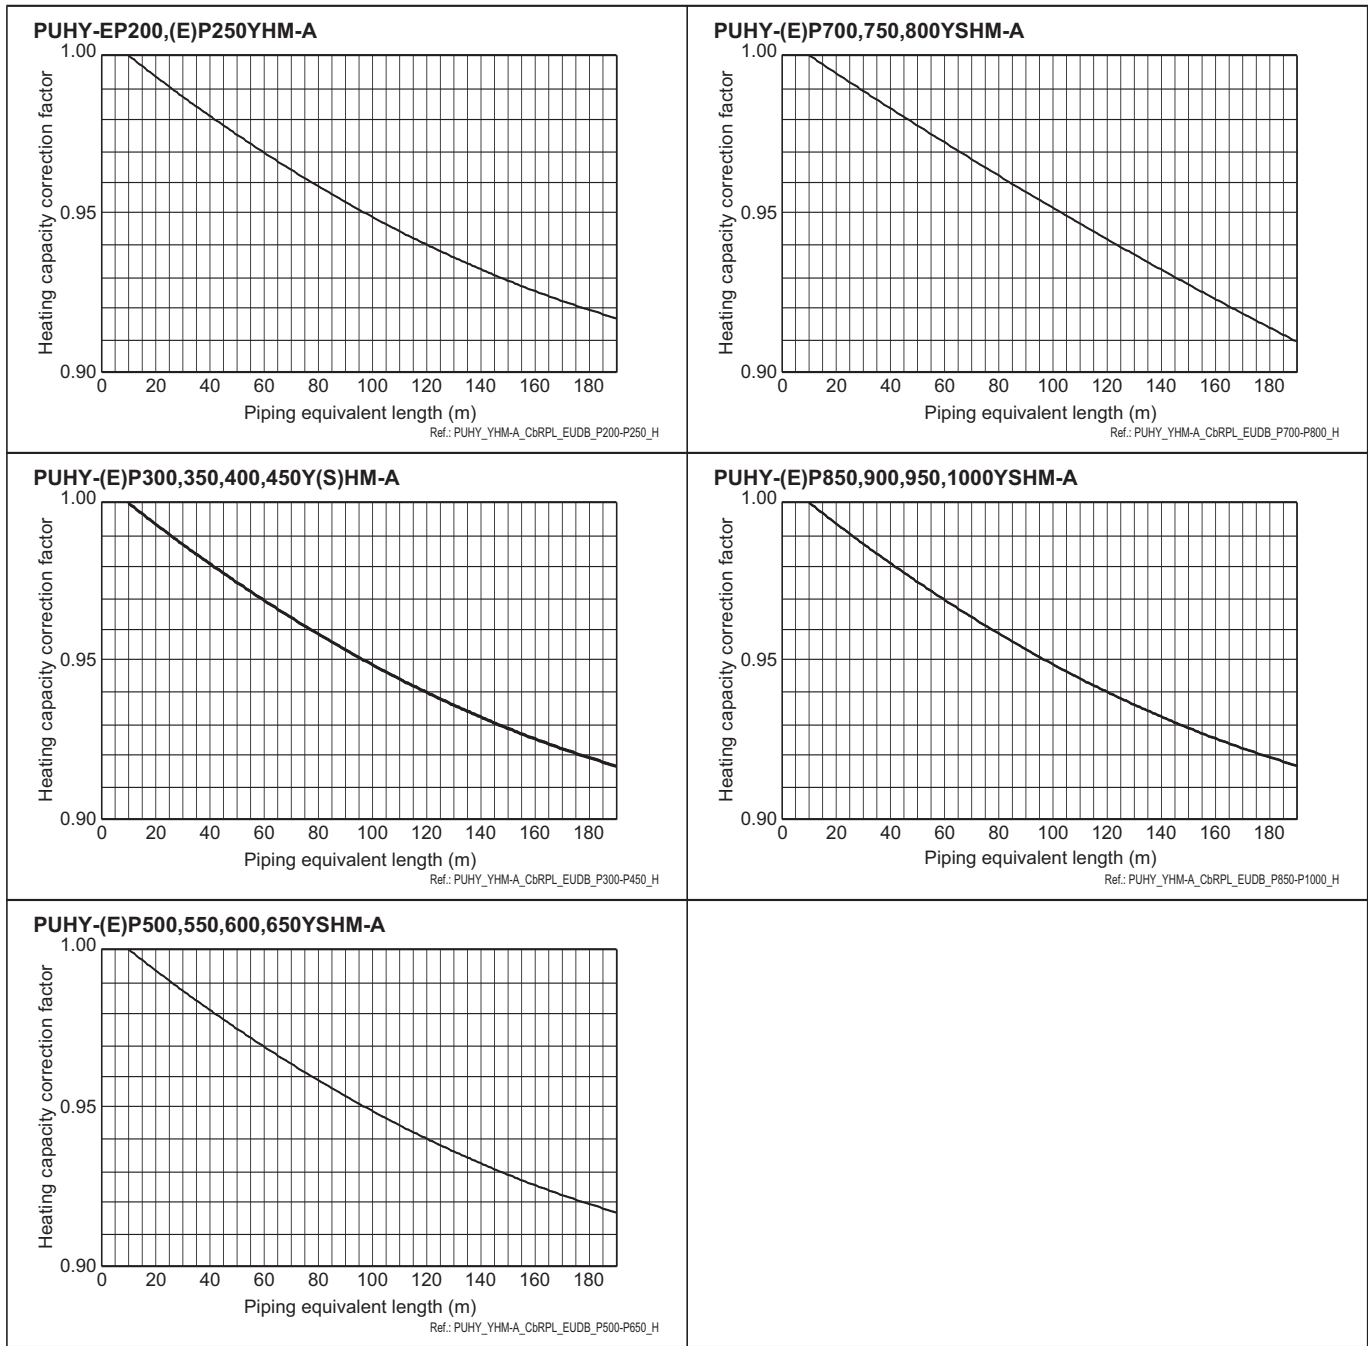 PUHY-EP200,(E)P250YHM-A
Heating capacity correction factor
1.00
0.95
0.90
0 20 40 60 80 100 120 140 160 180
Piping equivalent length (m)
Ref.: PUHY_YHM-A_CbRPL_EUDB_P200-P250_H
PUHY-(E)P700,750,800YSHM-A
Heating capacity correction factor
1.00
0.95
0.90
0 20 40 60 80 100 120 140 160 180
Piping equivalent length (m)
Ref.: PUHY_YHM-A_CbRPL_EUDB_P700-P800_H
PUHY-(E)P300,350,400,450Y(S)HM-A
Heating capacity correction factor
1.00
0.95
0.90
0 20 40 60 80 100 120 140 160 180
Piping equivalent length (m)
Ref.: PUHY_YHM-A_CbRPL_EUDB_P300-P450_H
PUHY-(E)P850,900,950,1000YSHM-A
Heating capacity correction factor
1.00
0.95
0.90
0 20 40 60 80 100 120 140 160 180
Piping equivalent length (m)
Ref.: PUHY_YHM-A_CbRPL_EUDB_P850-P1000_H
PUHY-(E)P500,550,600,650YSHM-A
Heating capacity correction factor
1.00
0.95
0.90
0 20 40 60 80 100 120 140 160 180
Piping equivalent length (m)
Ref.: PUHY_YHM-A_CbRPL_EUDB_P500-P650_H